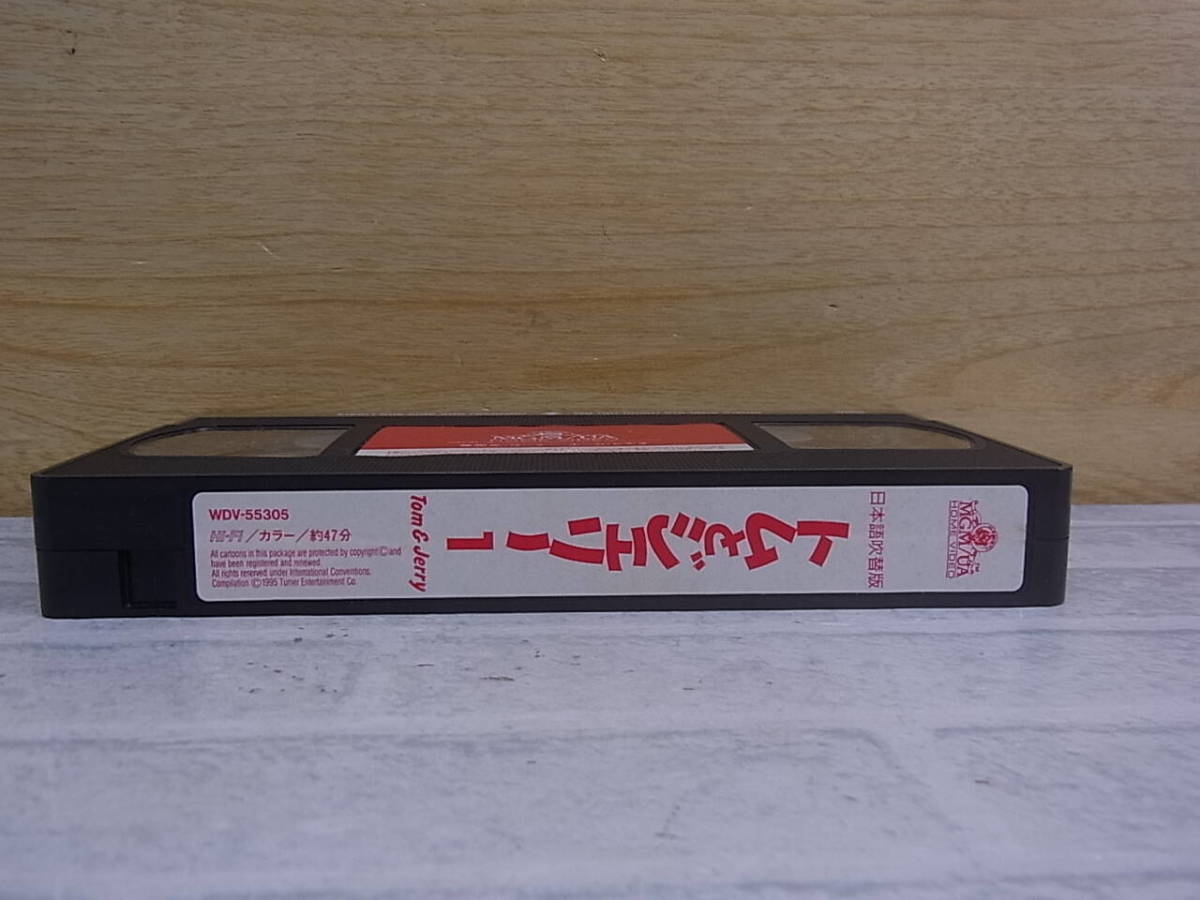 MGM/UA
WDV-55305
HI-FI／カラー／約47分
All cartoons in this package are protected by copyright Ⓒ and
have been registered and renewed.
All rights reserved under International Conventions.
Compilation Ⓒ 1995 Turner Entertainment Co.
Tom & Jerry
トムとジェリー 1
日本語吹替版
MGM/UA
HOME VIDEO
TM